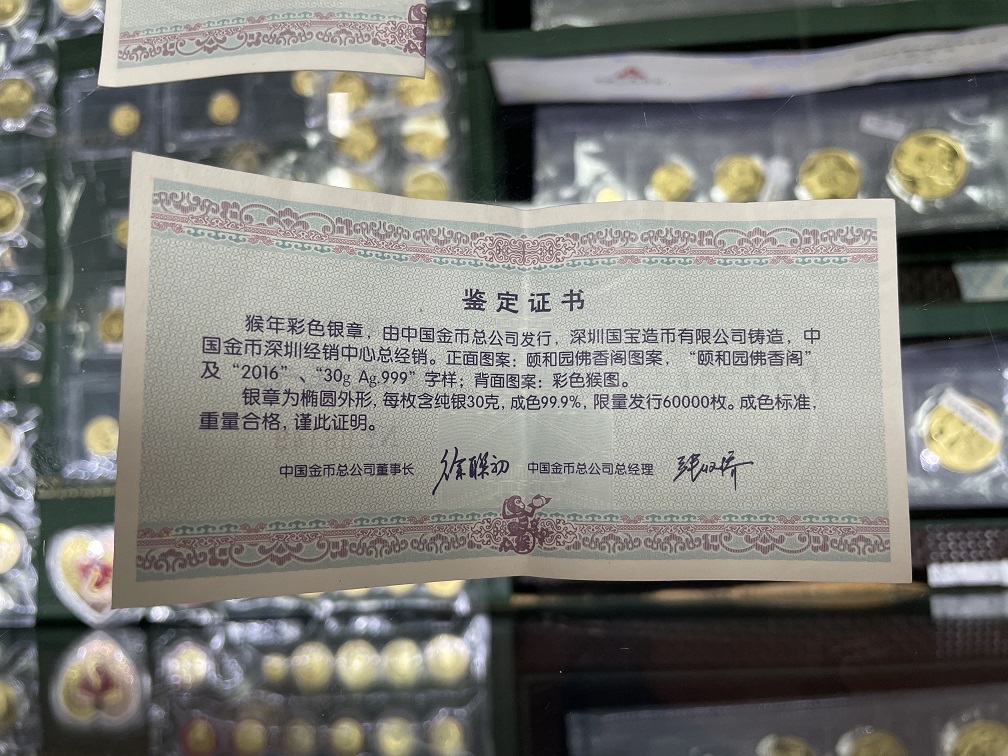 鉴定证书
猴年彩色银章，由中国金币总公司发行，深圳国宝造币有限公司铸造，中
国金币深圳经销中心总经销。正面图案：颐和园佛香阁图案，“颐和园佛香阁”
及“2016”、“30g Ag.999”字样；背面图案：彩色猴图。
银章为椭圆外形，每枚含纯银30克，成色99.9%，限量发行60000枚。成色标准，
重量合格，谨此证明。
中国金币总公司董事长 徐联初 中国金币总公司总经理